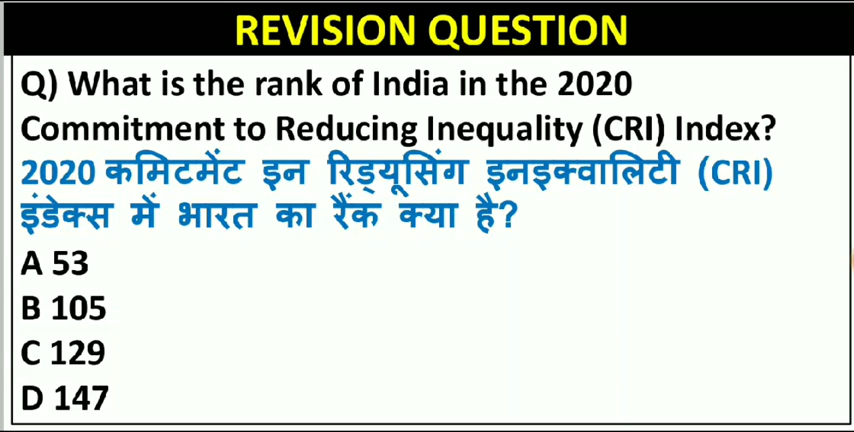 REVISION QUESTION
Q) What is the rank of India in the 2020
Commitment to Reducing Inequality (CRI) Index?
2020 कमिटमेंट इन रिड्यूसिंग इनइक्वालिटी (CRI)
इंडेक्स में भारत का रैंक क्या है?
A 53
B 105
C 129
D 147